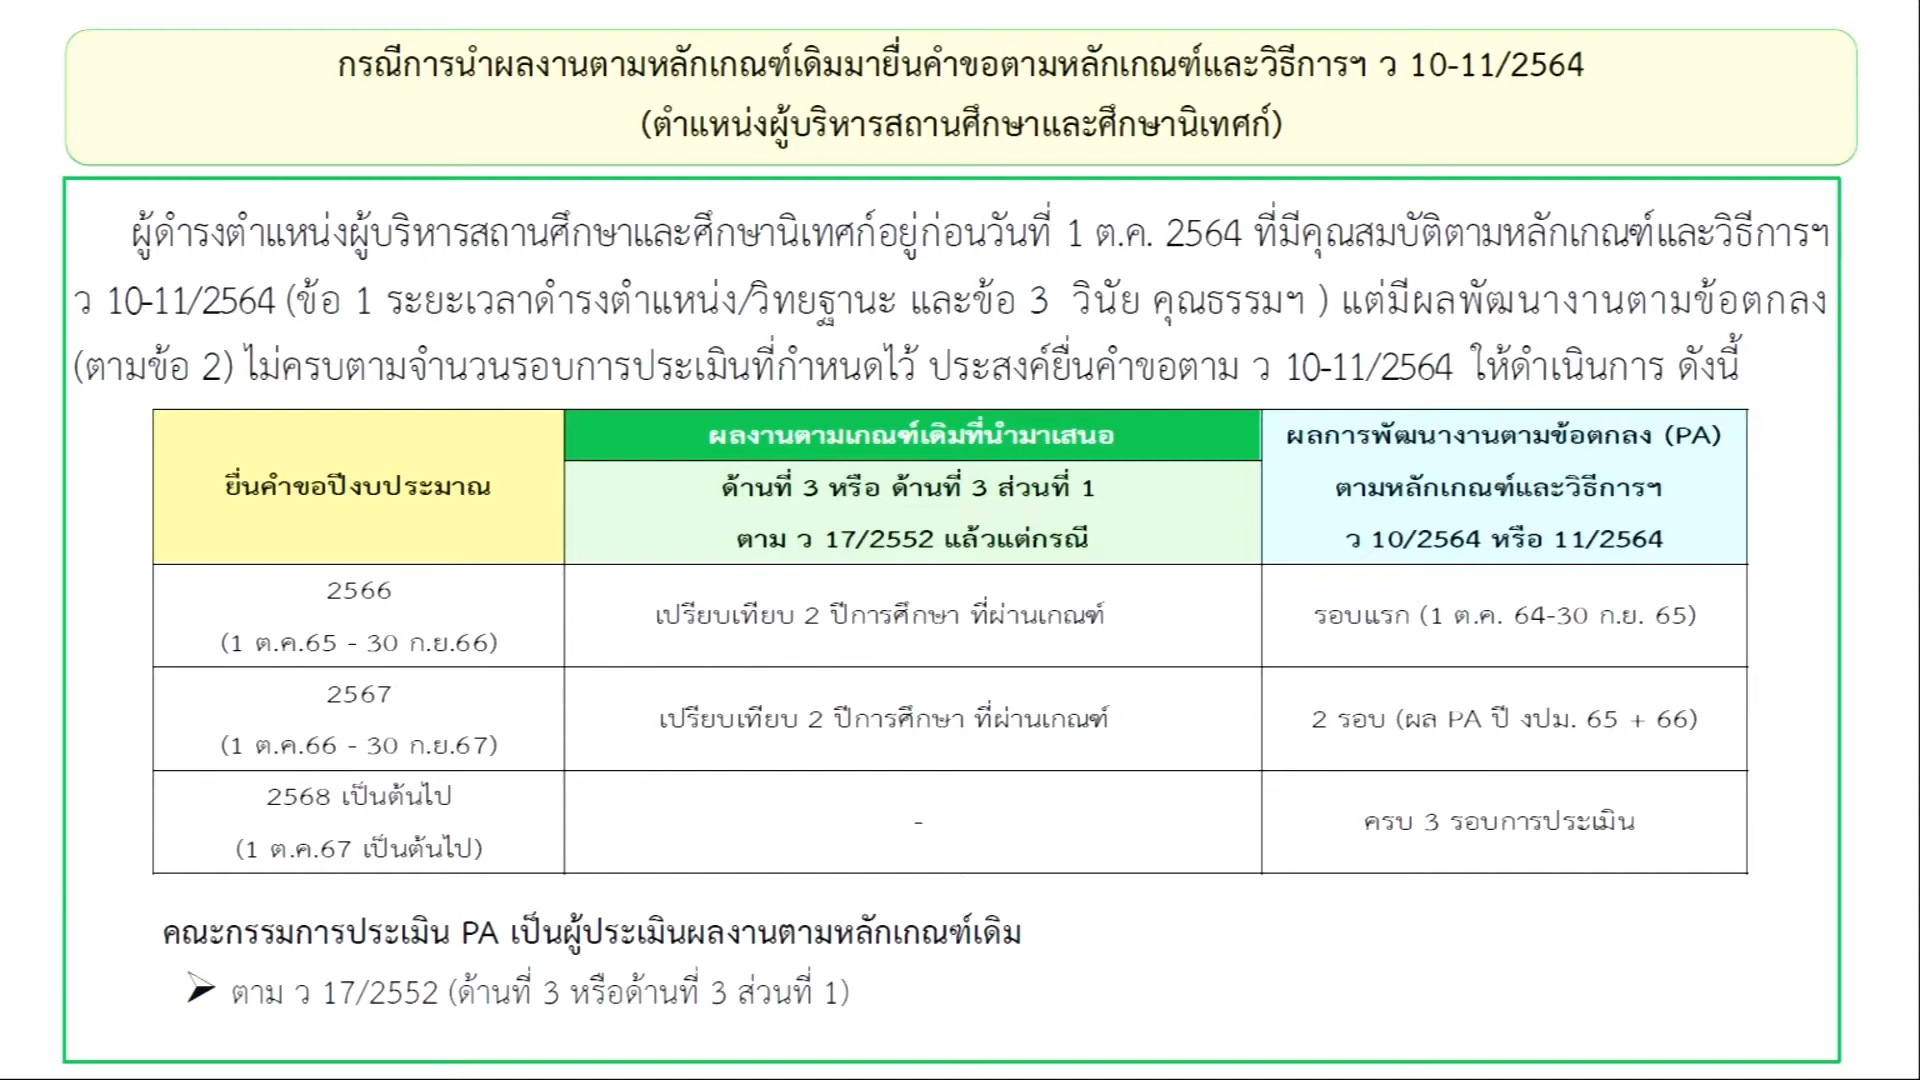 กรณีการนำผลงานตามหลักเกณฑ์เดิมมายื่นคำขอตามหลักเกณฑ์และวิธีการฯ ว 10-11/2564
(ตำแหน่งผู้บริหารสถานศึกษาและศึกษานิเทศก์)
ผู้ดำรงตำแหน่งผู้บริหารสถานศึกษาและศึกษานิเทศก์อยู่ก่อนวันที่ 1 ต.ค. 2564 ที่มีคุณสมบัติตามหลักเกณฑ์และวิธีการฯ
ว 10-11/2564 (ข้อ 1 ระยะเวลาดำรงตำแหน่ง/วิทยฐานะ และข้อ 3 วินัย คุณธรรมฯ ) แต่มีผลพัฒนางานตามข้อตกลง
(ตามข้อ 2) ไม่ครบตามจำนวนรอบการประเมินที่กำหนดไว้ ประสงค์ยื่นคำขอตาม ว 10-11/2564 ให้ดำเนินการ ดังนี้
ยื่นคำขอปีงบประมาณ
ผลงานตามเกณฑ์เดิมที่นำมาเสนอ
ด้านที่ 3 หรือ ด้านที่ 3 ส่วนที่ 1
ตาม ว 17/2552 แล้วแต่กรณี
ผลการพัฒนางานตามข้อตกลง (PA)
ตามหลักเกณฑ์และวิธีการฯ
ว 10/2564 หรือ 11/2564
2566
(1 ต.ค.65 - 30 ก.ย.66)
เปรียบเทียบ 2 ปีการศึกษา ที่ผ่านเกณฑ์
รอบแรก (1 ต.ค. 64-30 ก.ย. 65)
2567
(1 ต.ค.66 - 30 ก.ย.67)
เปรียบเทียบ 2 ปีการศึกษา ที่ผ่านเกณฑ์
2 รอบ (ผล PA ปี งปม. 65 + 66)
2568 เป็นต้นไป
(1 ต.ค.67 เป็นต้นไป)
-
ครบ 3 รอบการประเมิน
คณะกรรมการประเมิน PA เป็นผู้ประเมินผลงานตามหลักเกณฑ์เดิม
➢ ตาม ว 17/2552 (ด้านที่ 3 หรือด้านที่ 3 ส่วนที่ 1)